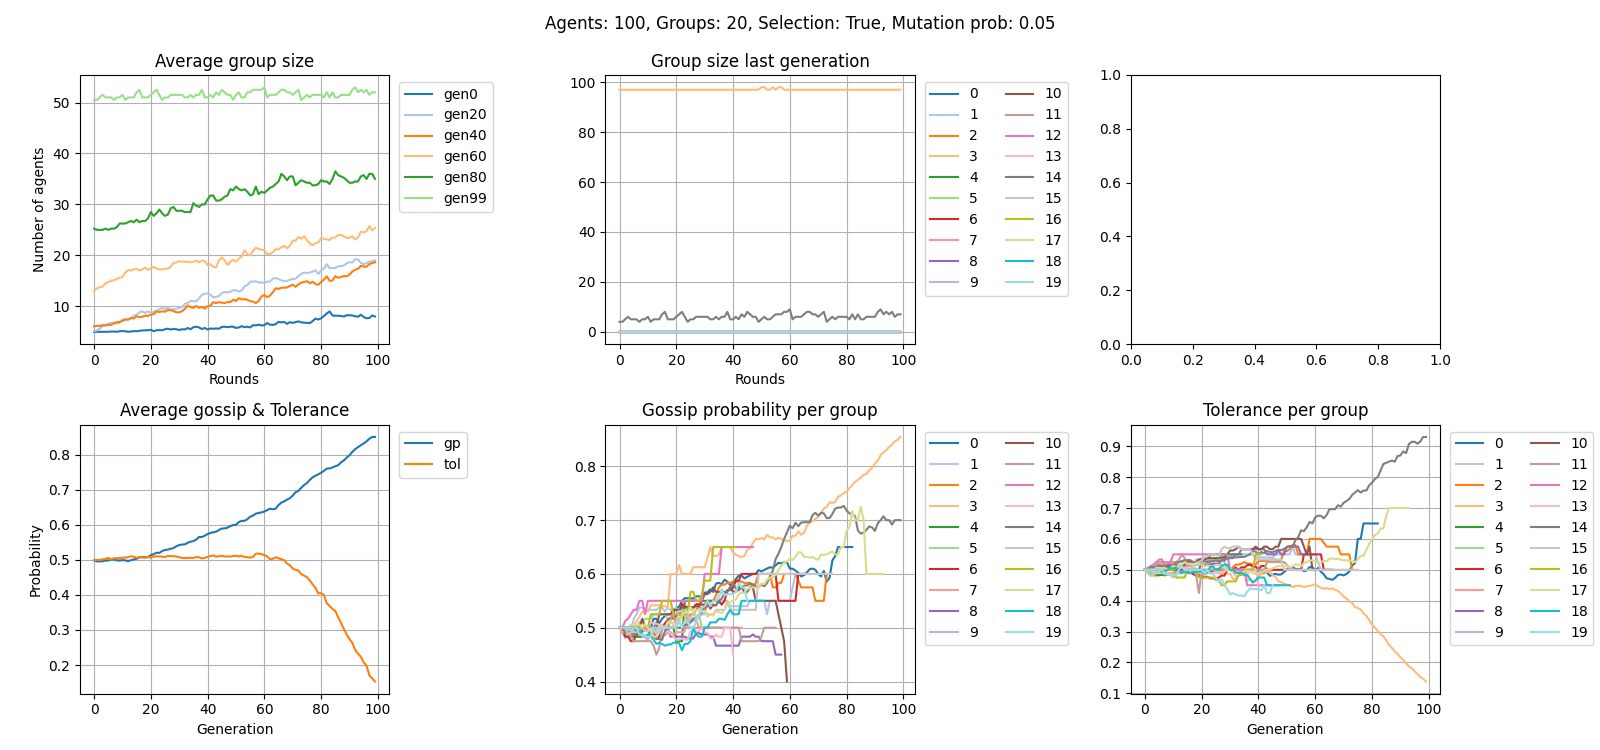 Agents: 100, Groups: 20, Selection: True, Mutation prob: 0.05
Average group size
Number of agents
50
40
30
20
10
0 20 40 60 80 100
Rounds
gen0
gen20
gen40
gen60
gen80
gen99
Group size last generation
100
80
60
40
20
0
0 20 40 60 80 100
Rounds
0 10
1 11
2 12
3 13
4 14
5 15
6 16
7 17
8 18
9 19
1.0
0.8
0.6
0.4
0.2
0.0
0.0 0.2 0.4 0.6 0.8 1.0
Average gossip & Tolerance
Probability
0.8
0.7
0.6
0.5
0.4
0.3
0.2
0 20 40 60 80 100
Generation
gp
tol
Gossip probability per group
0.8
0.7
0.6
0.5
0.4
0 20 40 60 80 100
Generation
0 10
1 11
2 12
3 13
4 14
5 15
6 16
7 17
8 18
9 19
Tolerance per group
0.9
0.8
0.7
0.6
0.5
0.4
0.3
0.2
0.1
0 20 40 60 80 100
Generation
0 10
1 11
2 12
3 13
4 14
5 15
6 16
7 17
8 18
9 19